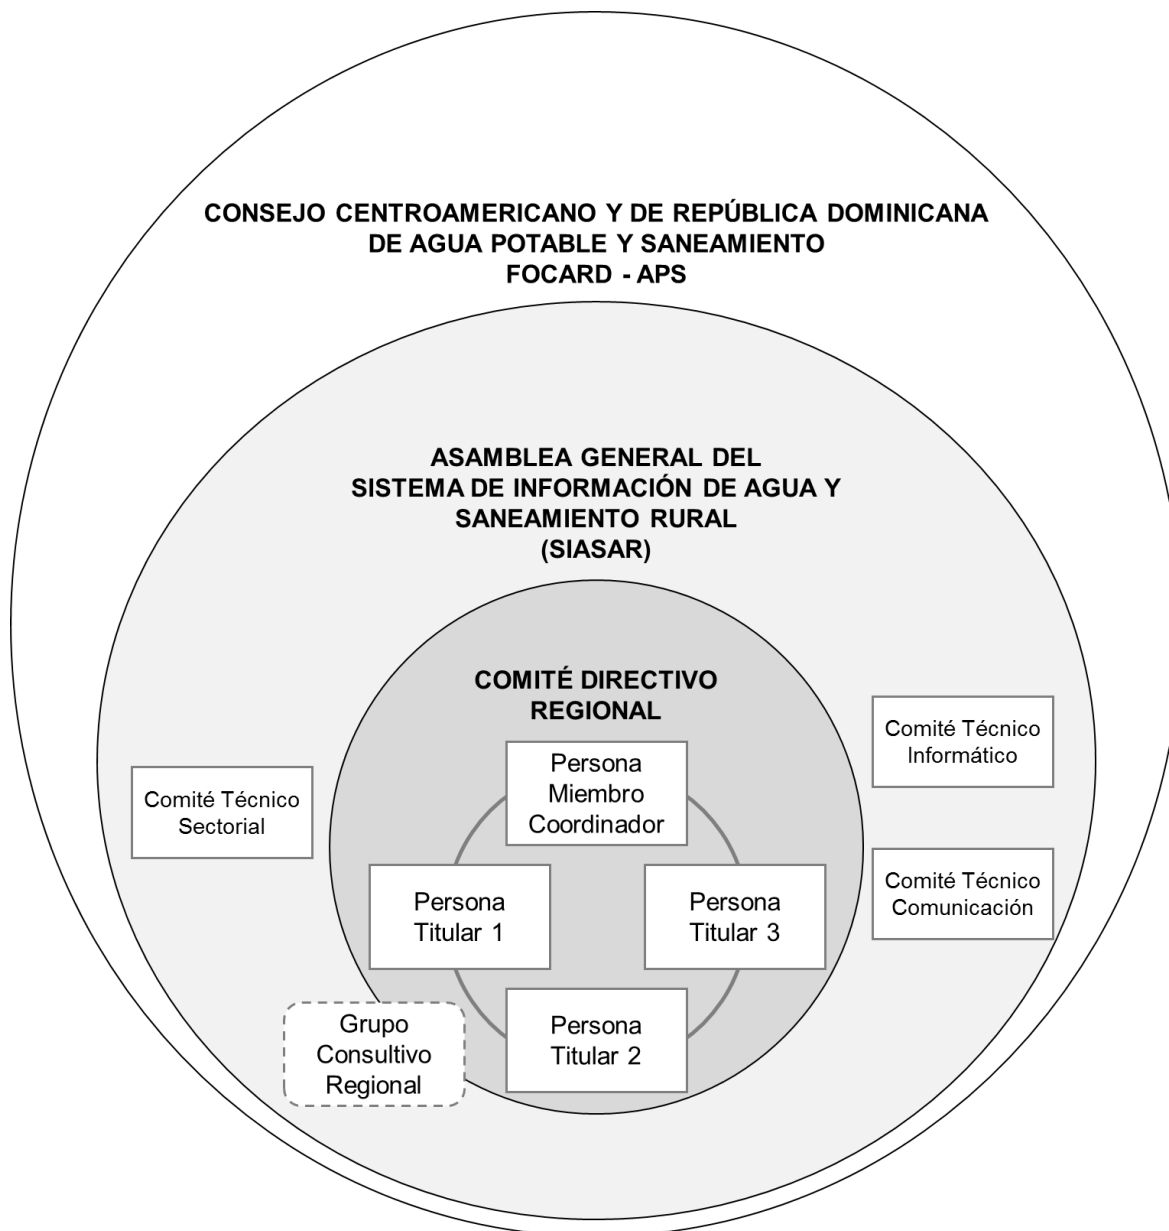 CONSEJO CENTROAMERICANO Y DE REPÚBLICA DOMINICANA
DE AGUA POTABLE Y SANEAMIENTO
FOCARD - APS
ASAMBLEA GENERAL DEL
SISTEMA DE INFORMACIÓN DE AGUA Y
SANEAMIENTO RURAL
(SIASAR)
COMITÉ DIRECTIVO
REGIONAL
Persona
Miembro
Coordinador
Comité Técnico
Informático
Comité Técnico
Sectorial
Persona
Titular 1
Persona
Titular 3
Comité Técnico
Comunicación
Persona
Titular 2
Grupo
Consultivo
Regional